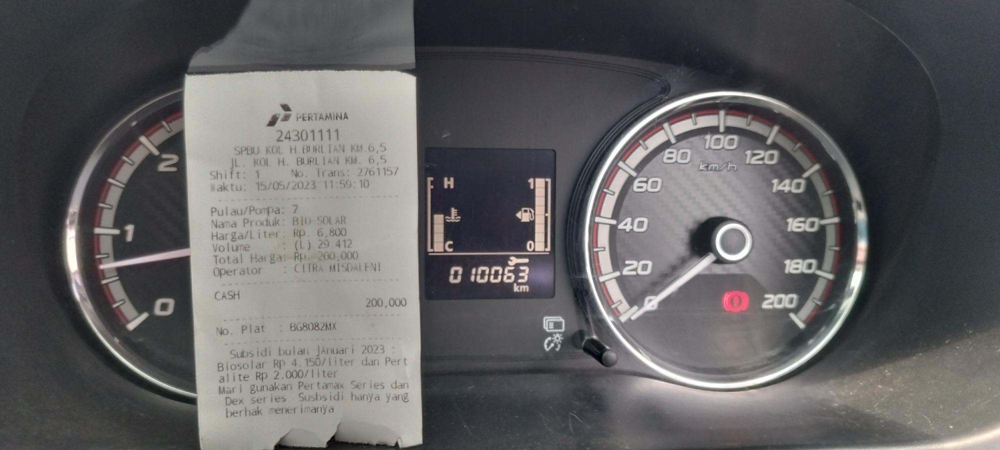 PERTAMINA
24301111
SPBU KOL H.BURLIAN KM.6,5
JL. KOL H. BURLIAN KM. 6,5
Shift: 1 No. Trans: 2761157
Waktu: 15/05/2023 11:59:10
Pulau/Pompa: 7
Nama Produk: BIO-SOLAR
Harga/Liter: Rp. 6,800
Volume : (L) 29.412
Total Harga: Rp. 200,000
Operator : CITRA MISDALENI
CASH
200,000
No. Plat : BG8082MX
Subsidi bulan JAnuari 2023 :
Biosolar Rp 4.150/liter dan Pert
alite Rp 2.000/liter
Mari gunakan Pertamax Series dan
Dex series Susbsidi hanya yang
berhak menerimanya
2
1
0
H
C
1
0
010063
km
100
80
120
km/h
60
140
40
160
20
180
0
200